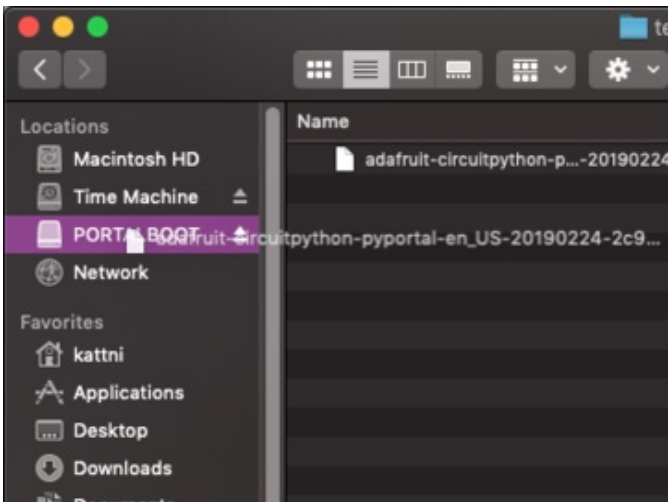 te
Locations
Name
Macintosh HD
adafruit-circuitpython-p...-20190224
Time Machine
PORTALBOOT
adafruit-circuitpython-pyportal-en_US-20190224-2c9...
Network
Favorites
kattni
Applications
Desktop
Downloads
Documents